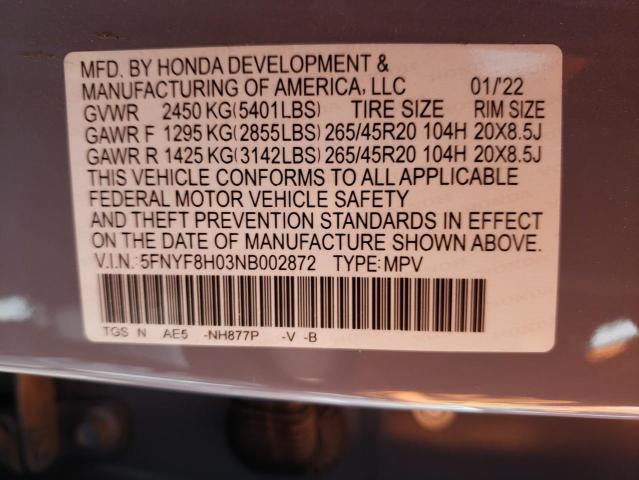 MFD. BY HONDA DEVELOPMENT &
MANUFACTURING OF AMERICA, LLC 01/'22
GVWR 2450 KG(5401LBS) TIRE SIZE RIM SIZE
GAWR F 1295 KG(2855LBS) 265/45R20 104H 20X8.5J
GAWR R 1425 KG(3142LBS) 265/45R20 104H 20X8.5J
THIS VEHICLE CONFORMS TO ALL APPLICABLE
FEDERAL MOTOR VEHICLE SAFETY
AND THEFT PREVENTION STANDARDS IN EFFECT
ON THE DATE OF MANUFACTURE SHOWN ABOVE.
V.I.N.: 5FNYF8H03NB002872 TYPE: MPV
TGS N AE5 -NH877P -V -B